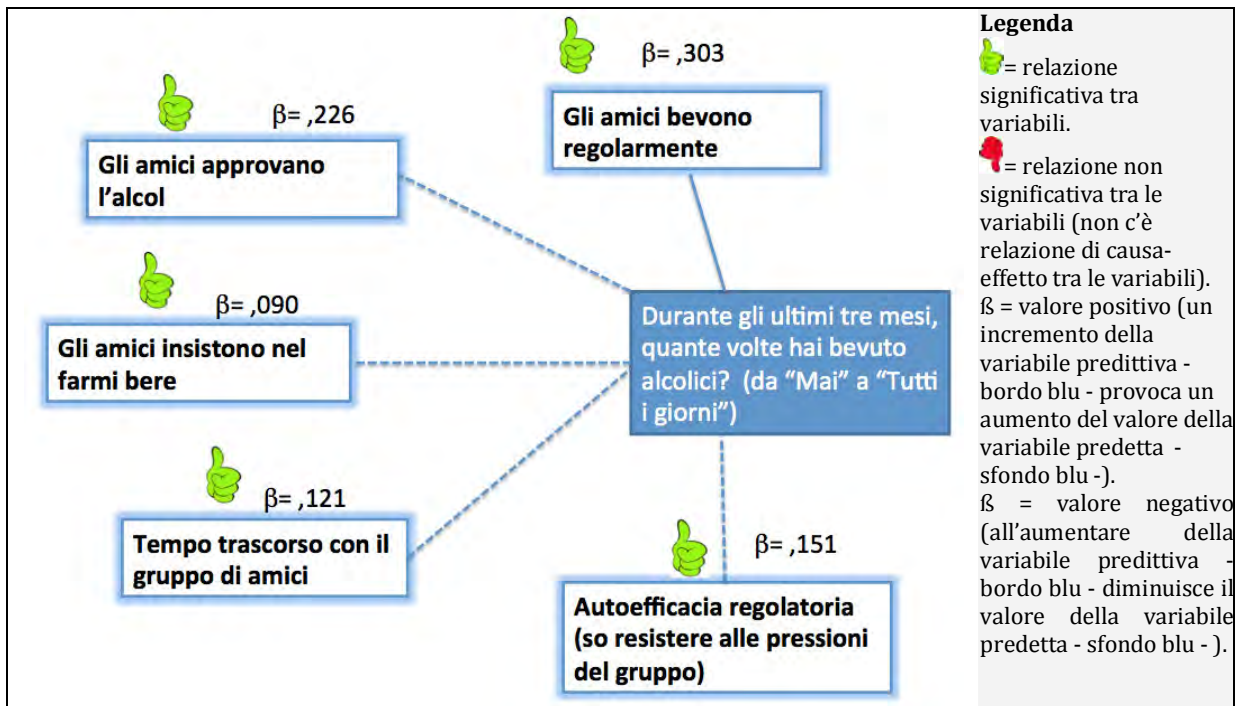 β= ,303
Gli amici bevono
regolarmente
β= ,226
Gli amici approvano
l’alcol
β= ,090
Gli amici insistono nel
farmi bere
Durante gli ultimi tre mesi,
quante volte hai bevuto
alcolici? (da “Mai” a “Tutti
i giorni”)
β= ,121
Tempo trascorso con il
gruppo di amici
β= ,151
Autoefficacia regolatoria
(so resistere alle pressioni
del gruppo)
Legenda
= relazione
significativa tra
variabili.
= relazione non
significativa tra le
variabili (non c’è
relazione di causa-
effetto tra le variabili).
ß = valore positivo (un
incremento della
variabile predittiva -
bordo blu - provoca un
aumento del valore della
variabile predetta -
sfondo blu -).
ß = valore negativo
(all’aumentare della
variabile predittiva -
bordo blu - diminuisce il
valore della variabile
predetta - sfondo blu - ).